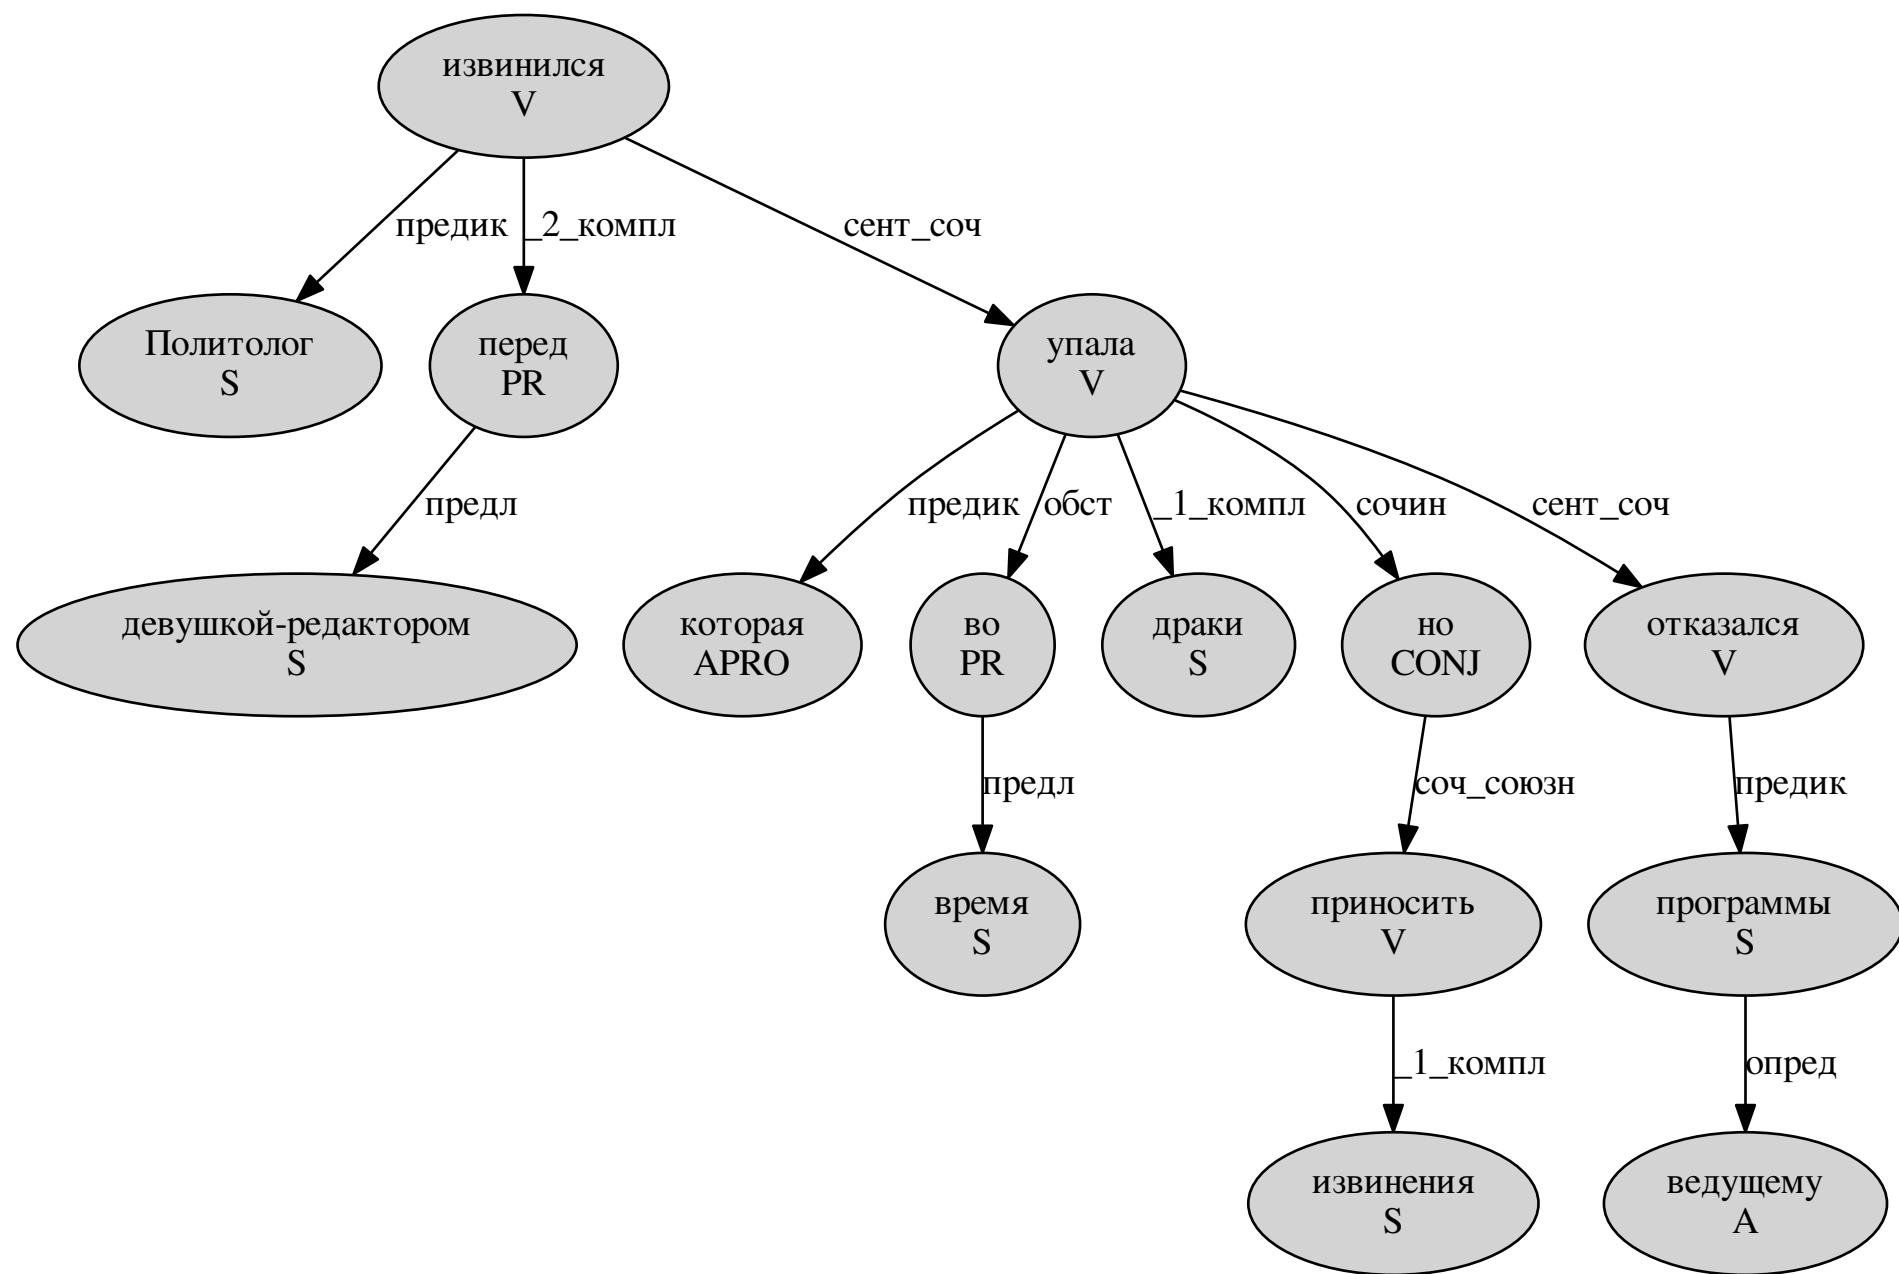 извинился
V
предик
_2_компл
сент_соч
Политолог
S
перед
PR
упала
V
предл
предик
обст
_1_компл
сочин
сент_соч
девушкой-редактором
S
которая
APRO
во
PR
драки
S
но
CONJ
отказался
V
предл
соч_союзн
предик
время
S
приносить
V
программы
S
_1_компл
опред
извинения
S
ведущему
A